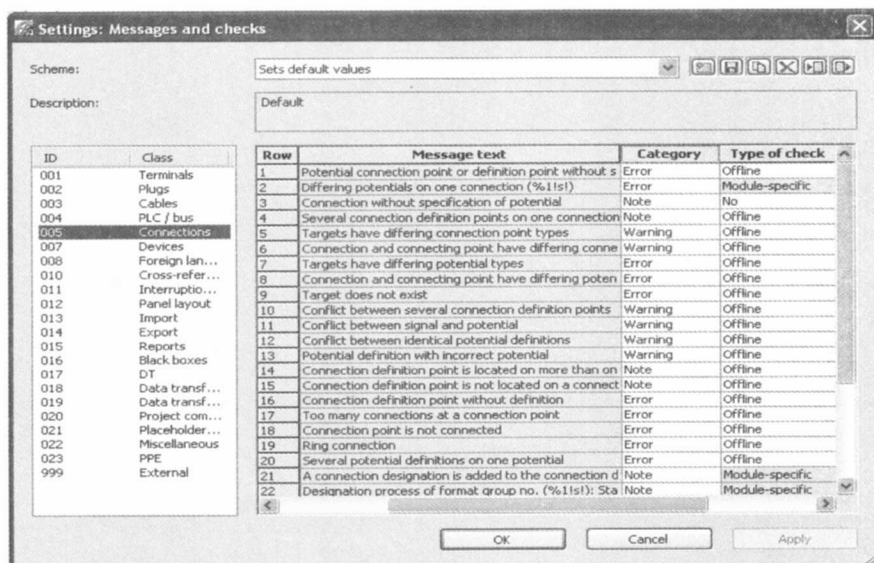 Settings: Messages and checks
Scheme:
Sets default values
Description:
Default
ID Class
001 Terminals
002 Plugs
003 Cables
004 PLC / bus
005 Connections
007 Devices
008 Foreign lan...
010 Cross-refer...
011 Interruptio...
012 Panel layout
013 Import
014 Export
015 Reports
016 Black boxes
017 DT
018 Data transf...
019 Data transf...
020 Project com...
021 Placeholder...
022 Miscellaneous
023 PPE
999 External
Row Message text Category Type of check
1 Potential connection point or definition point without s Error Offline
2 Differing potentials on one connection (%1!s!) Error Module-specific
3 Connection without specification of potential Note No
4 Several connection definition points on one connection Note Offline
5 Targets have differing connection point types Warning Offline
6 Connection and connecting point have differing conne Warning Offline
7 Targets have differing potential types Error Offline
8 Connection and connecting point have differing poten Error Offline
9 Target does not exist Error Offline
10 Conflict between several connection definition points Warning Offline
11 Conflict between signal and potential Warning Offline
12 Conflict between identical potential definitions Warning Offline
13 Potential definition with incorrect potential Warning Offline
14 Connection definition point is located on more than on Note Offline
15 Connection definition point is not located on a connect Note Offline
16 Connection definition point without definition Error Offline
17 Too many connections at a connection point Error Offline
18 Connection point is not connected Error Offline
19 Ring connection Error Offline
20 Several potential definitions on one potential Error Offline
21 A connection designation is added to the connection d Note Module-specific
22 Designation process of format group no. (%1!s!): Sta Note Module-specific
OK Cancel Apply